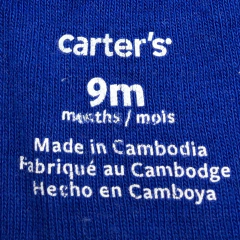 carter's
9m
months / mois
Made in Cambodia
Fabriqué au Cambodge
Hecho en Camboya